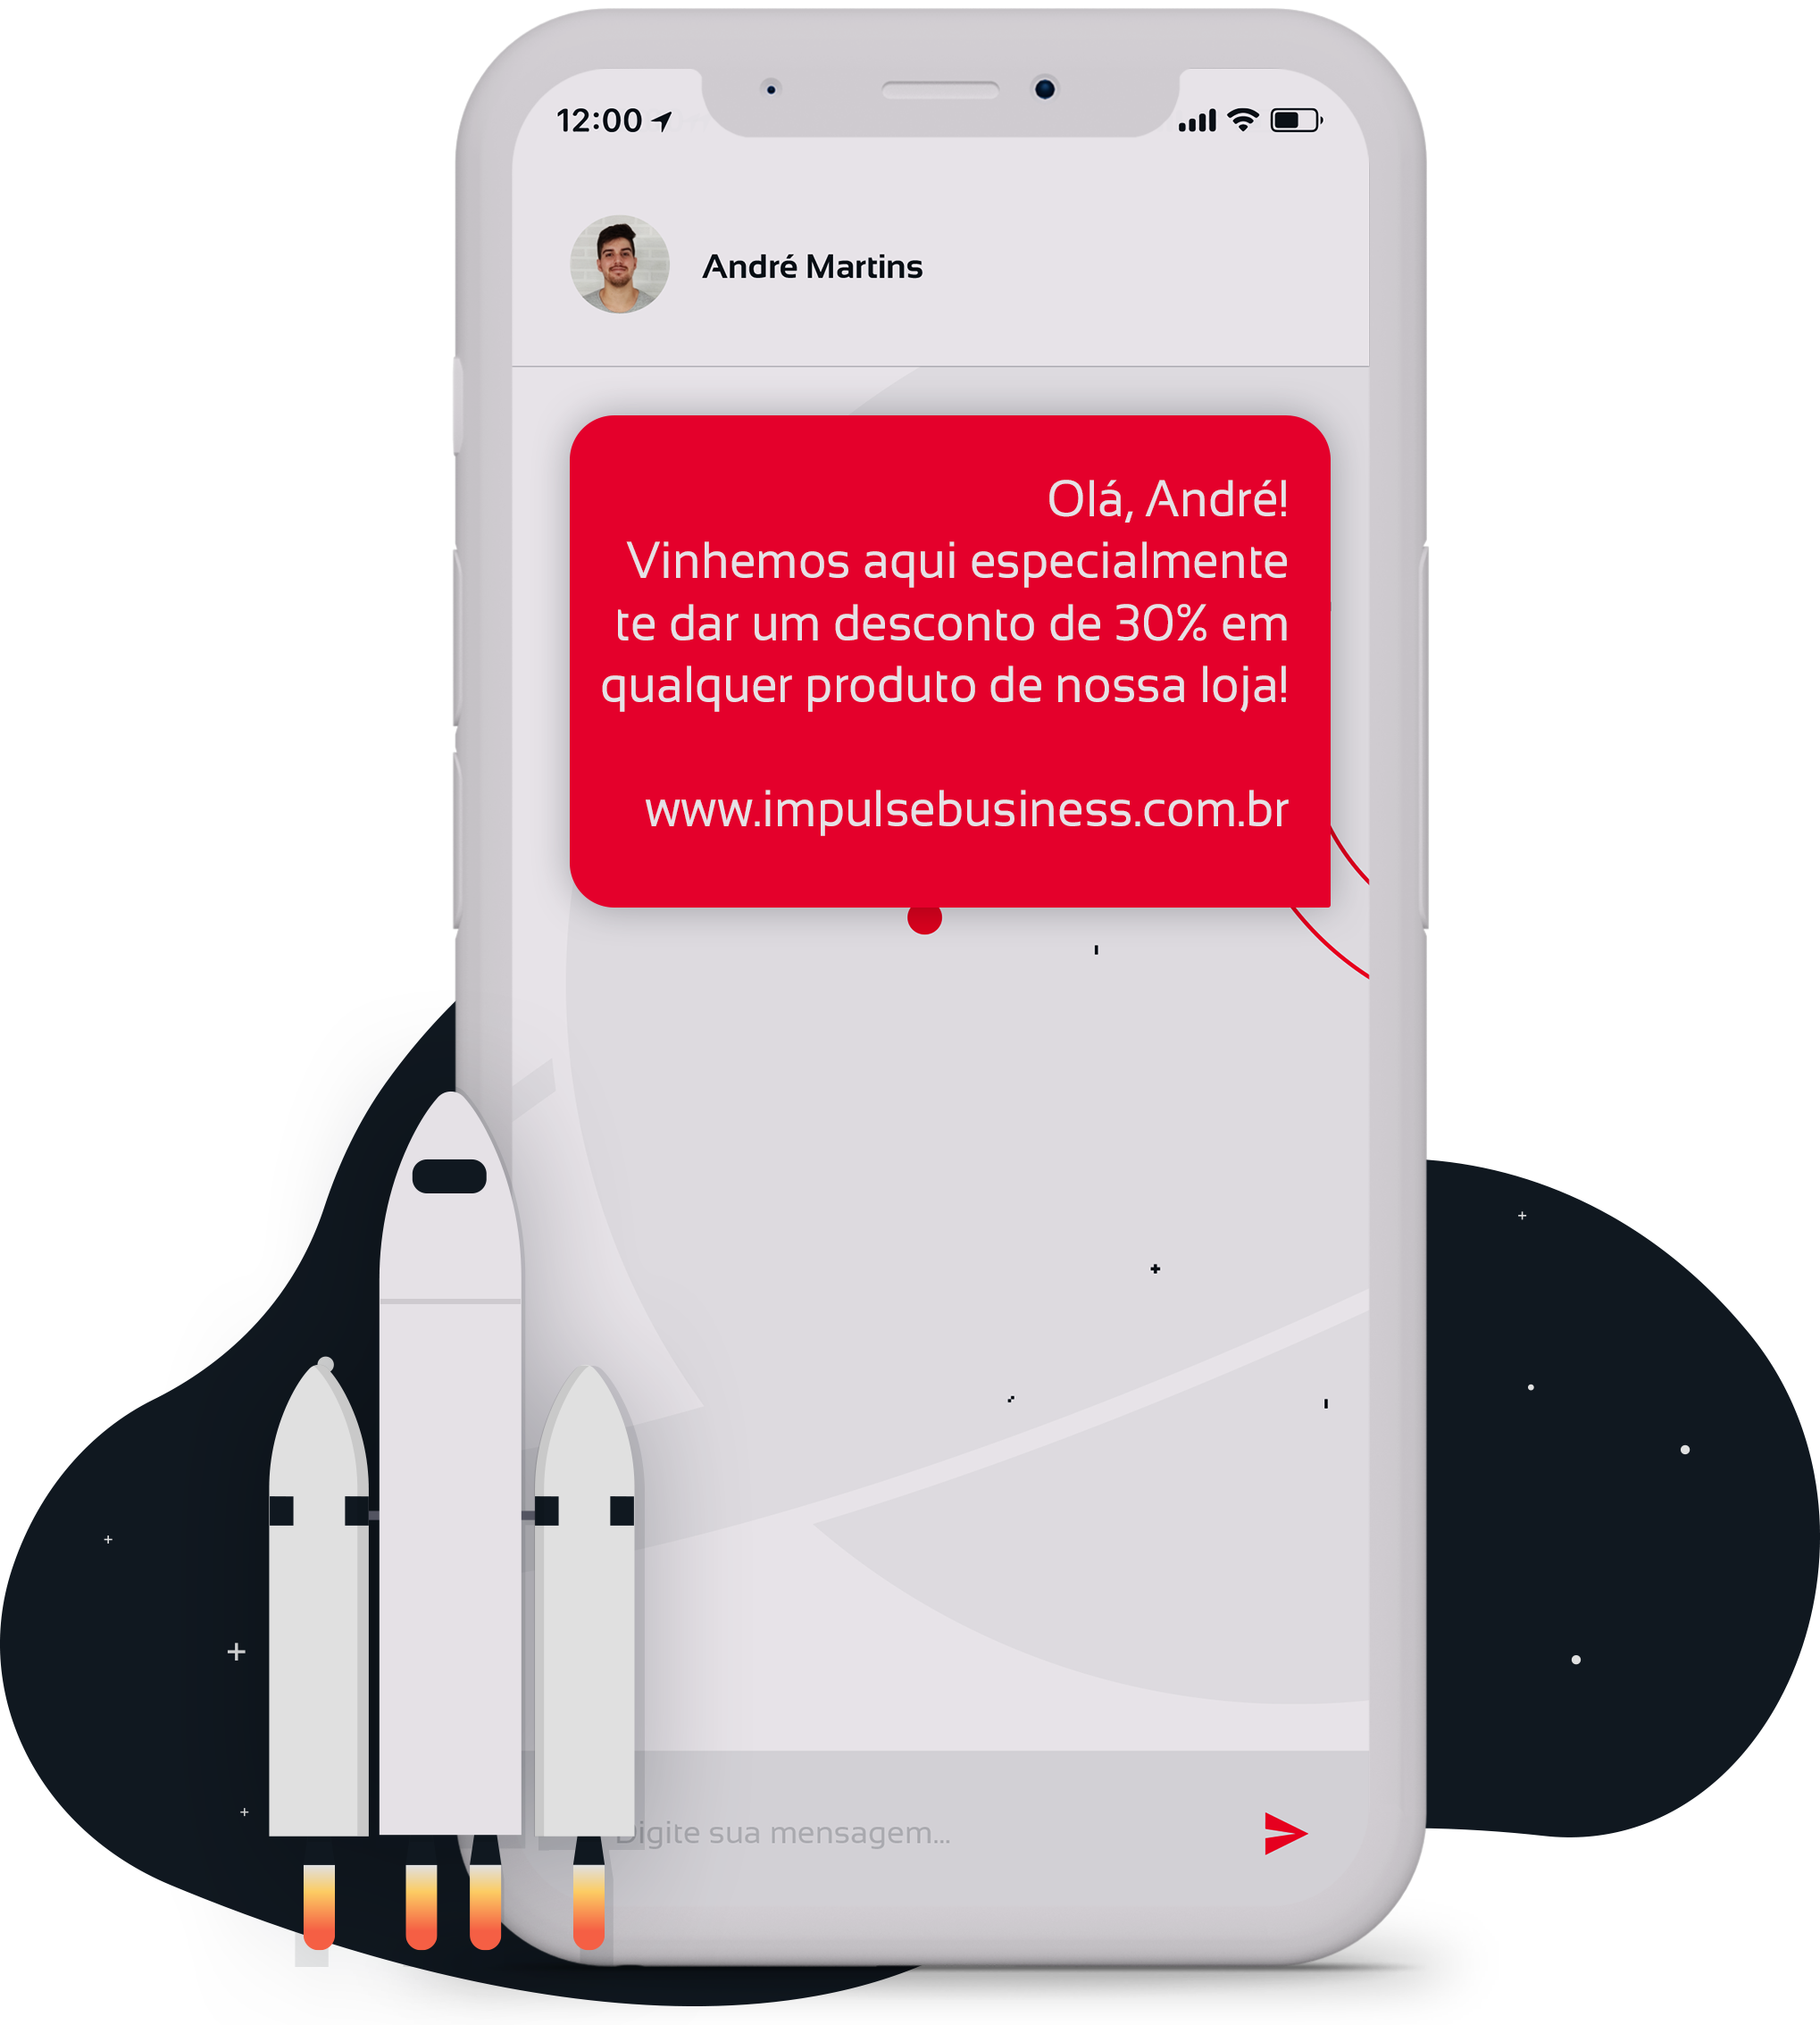 12:00
André Martins
Olá, André!
Vinhemos aqui especialmente
te dar um desconto de 30% em
qualquer produto de nossa loja!
www.impulsebusiness.com.br
Digite sua mensagem...